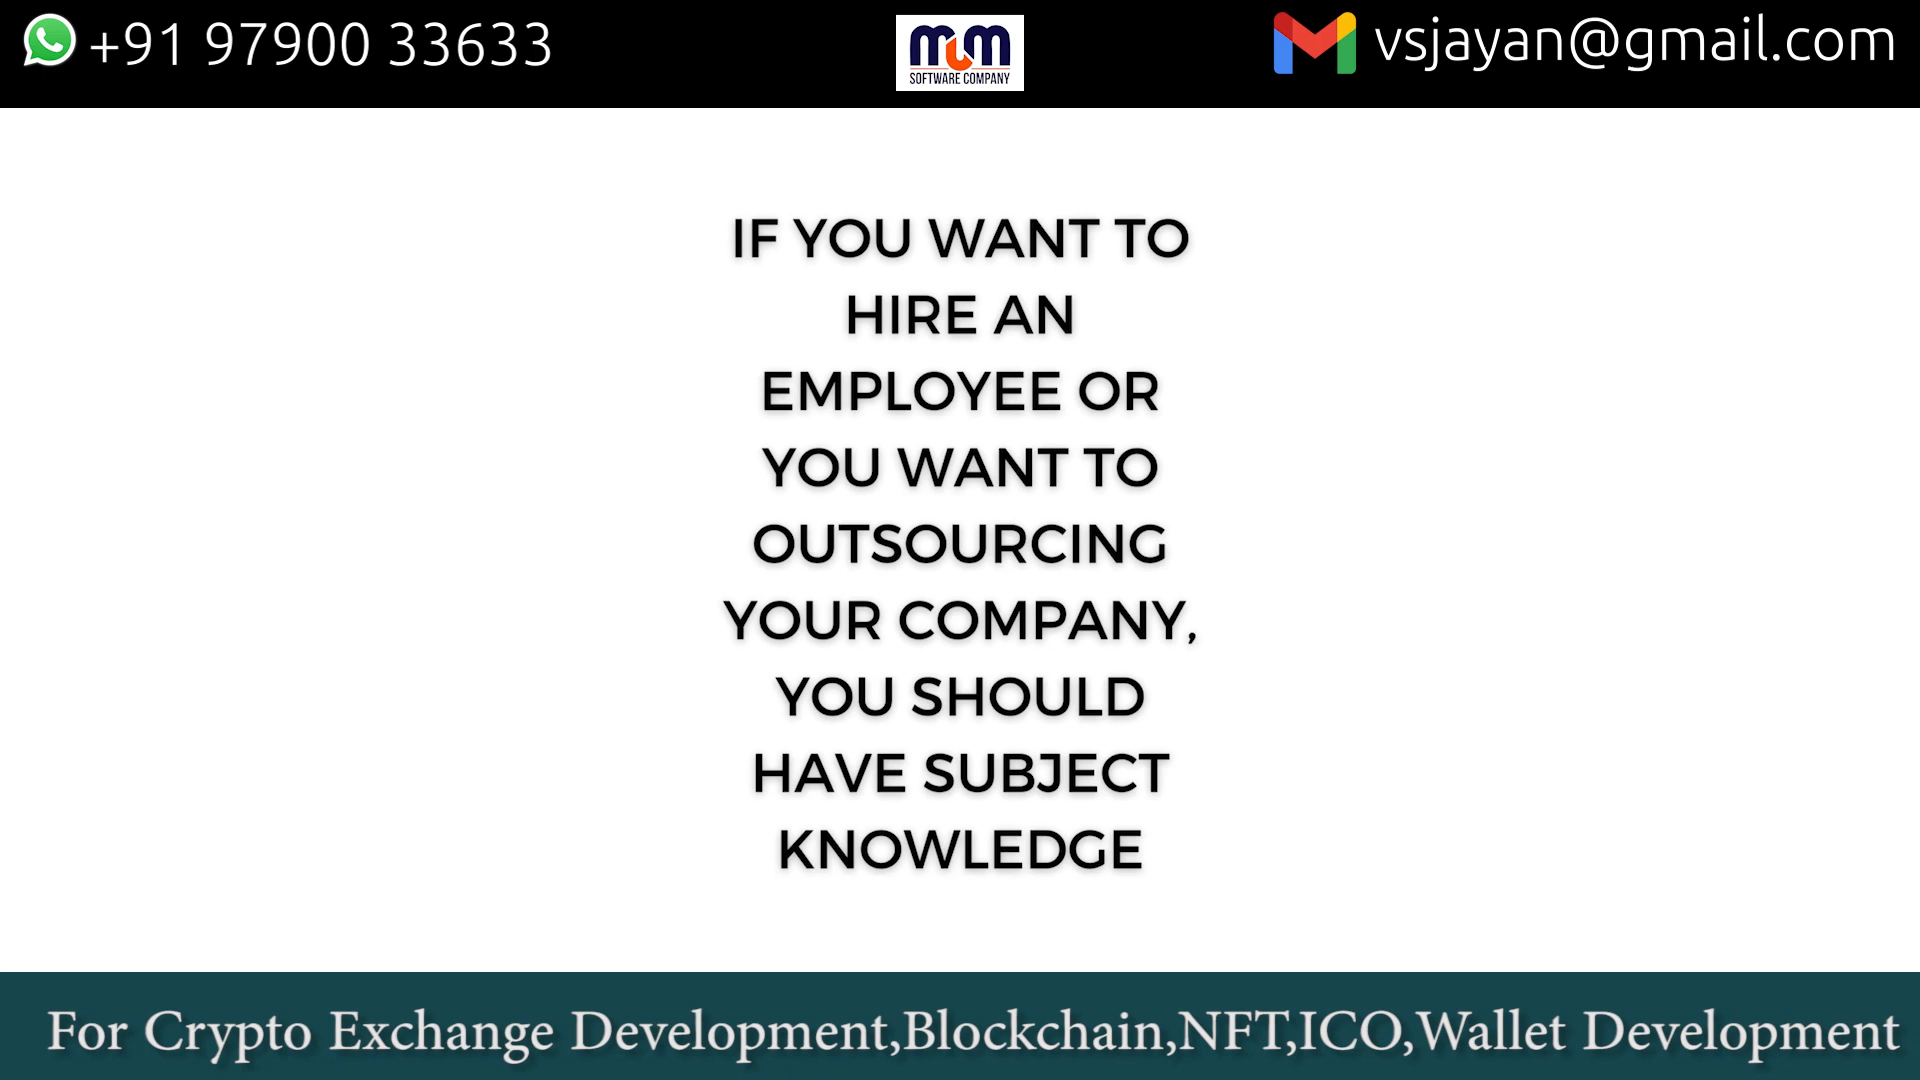 +91 97900 33633
mLm
SOFTWARE COMPANY
vsjayan@gmail.com
IF YOU WANT TO
HIRE AN
EMPLOYEE OR
YOU WANT TO
OUTSOURCING
YOUR COMPANY,
YOU SHOULD
HAVE SUBJECT
KNOWLEDGE
For Crypto Exchange Development,Blockchain,NFT,ICO,Wallet Development